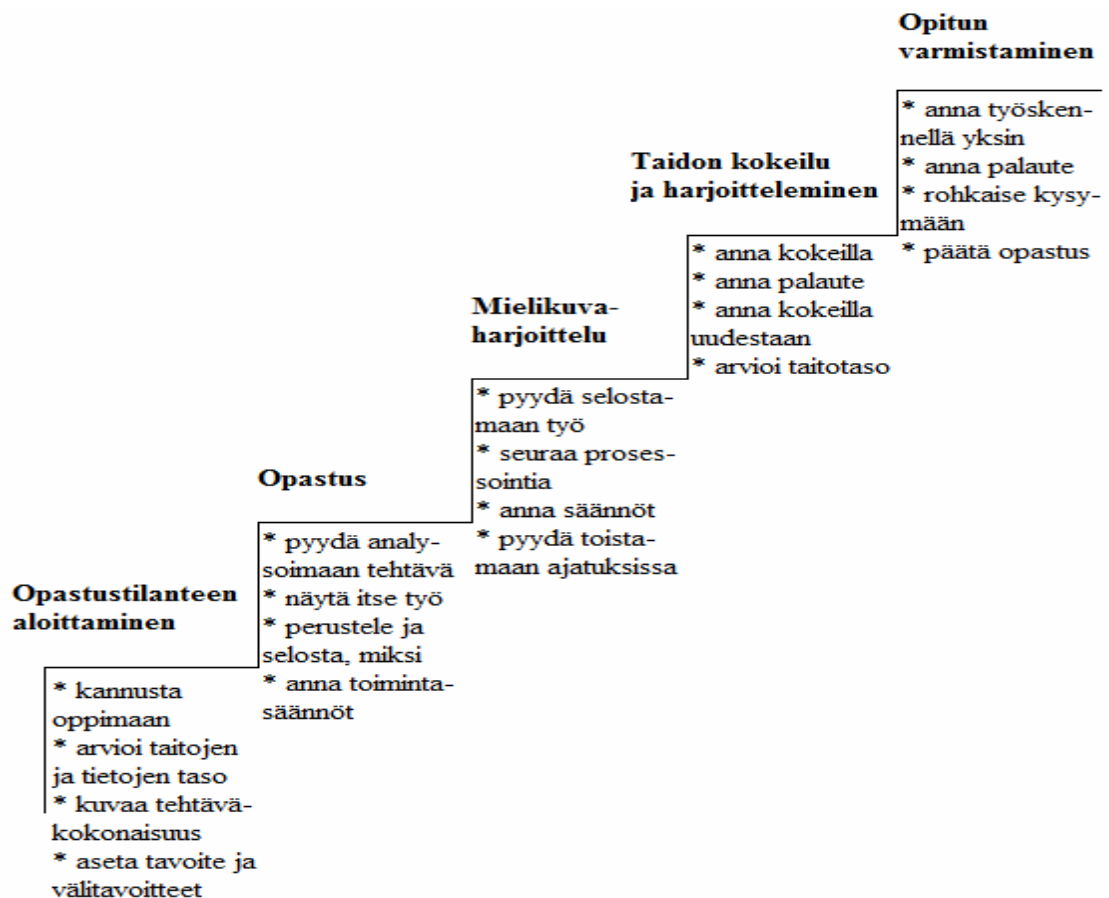 Opastustilanteen
aloittaminen
* kannusta
oppimaan
* arvioi taitojen
ja tietojen taso
* kuvaa tehtävä-
kokonaisuus
* aseta tavoite ja
välitavoitteet
Opastus
* pyydä analy-
soimaan tehtävä
* näytä itse työ
* perustele ja
selosta, miksi
* anna toiminta-
säännöt
Mielikuva-
harjoittelu
* pyydä selosta-
maan työ
* seuraa proses-
sointia
* anna säännöt
* pyydä toista-
maan ajatuksissa
Taidon kokeilu
ja harjoitteleminen
* anna kokeilla
* anna palaute
* anna kokeilla
uudestaan
* arvioi taitotaso
Opitun
varmistaminen
* anna työsken-
nellä yksin
* anna palaute
* rohkaise kysy-
mään
* päätä opastus